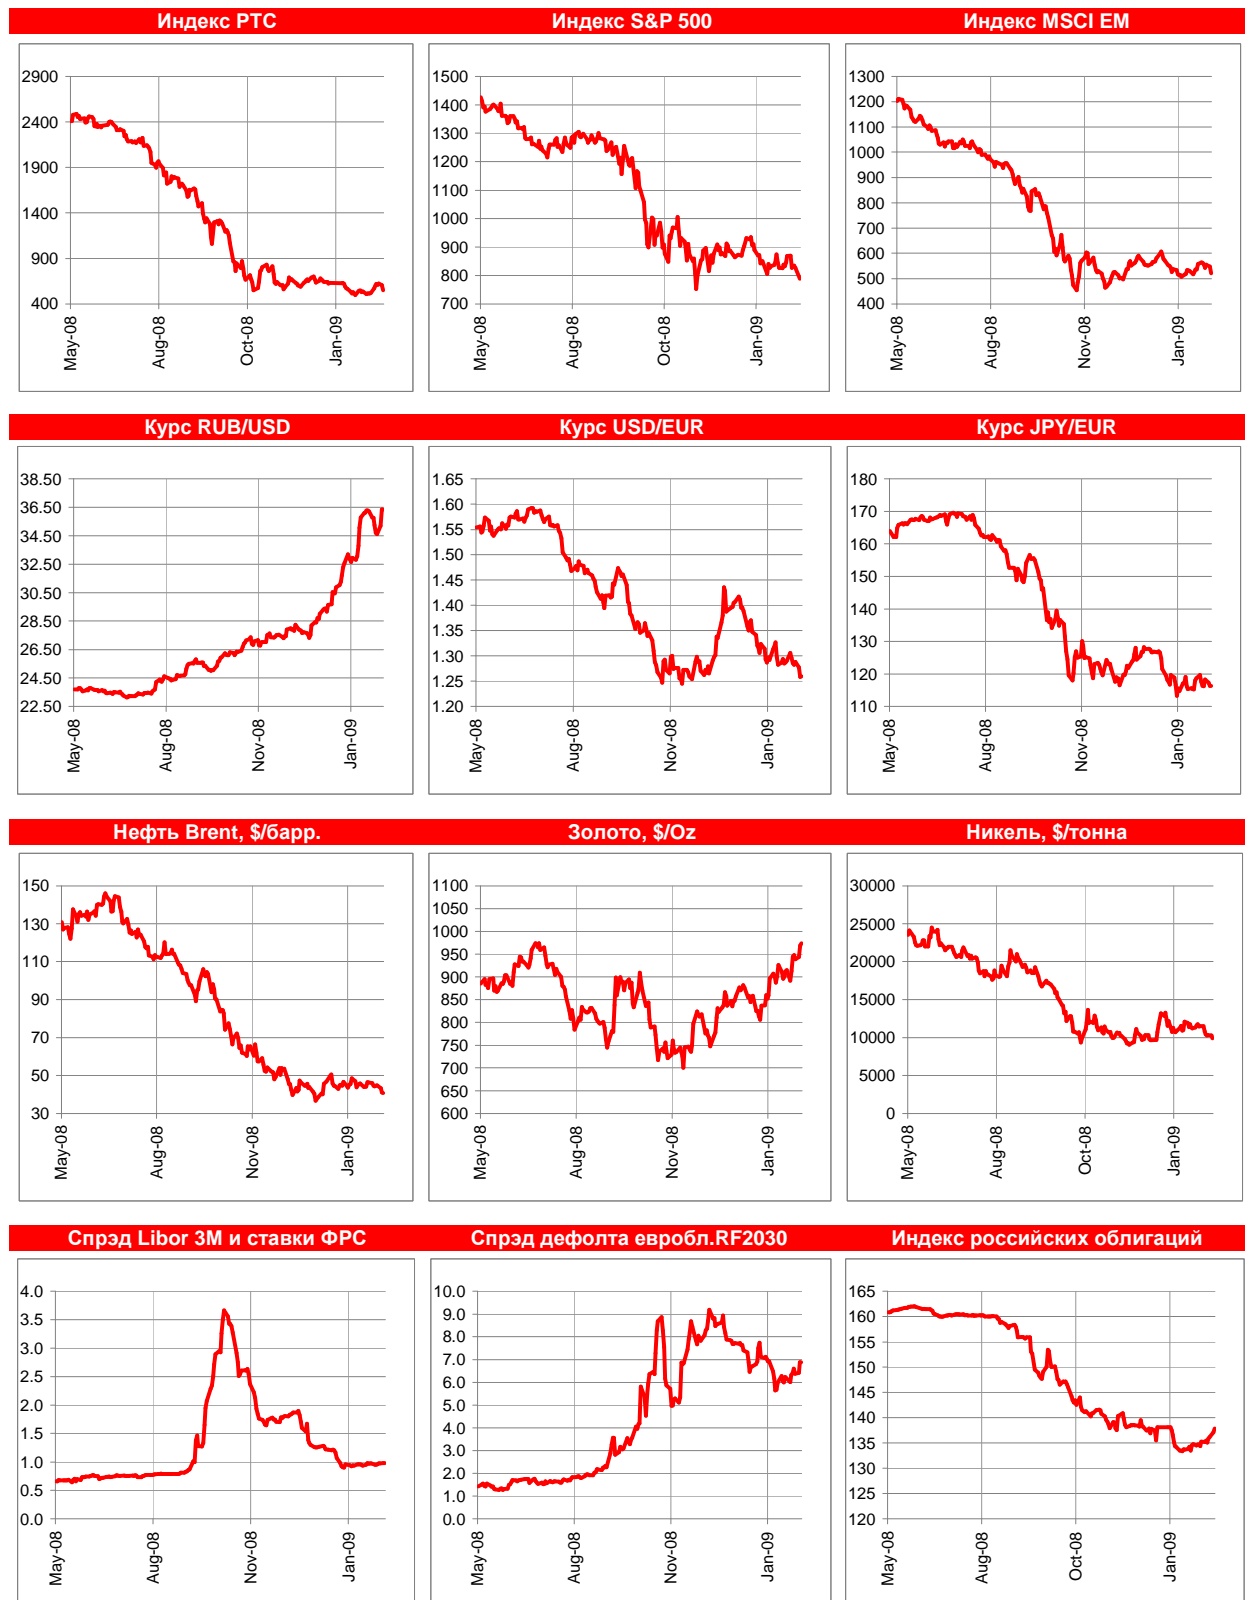 Индекс РТС
2900
2400
1900
1400
900
400
May-08
Aug-08
Oct-08
Jan-09
Индекс S&P 500
1500
1400
1300
1200
1100
1000
900
800
700
May-08
Aug-08
Oct-08
Jan-09
Индекс MSCI EM
1300
1200
1100
1000
900
800
700
600
500
400
May-08
Aug-08
Nov-08
Jan-09
Курс RUB/USD
38.50
36.50
34.50
32.50
30.50
28.50
26.50
24.50
22.50
May-08
Aug-08
Nov-08
Jan-09
Курс USD/EUR
1.65
1.60
1.55
1.50
1.45
1.40
1.35
1.30
1.25
1.20
May-08
Aug-08
Nov-08
Jan-09
Курс JPY/EUR
180
170
160
150
140
130
120
110
May-08
Aug-08
Nov-08
Jan-09
Нефть Brent, $/барр.
150
130
110
90
70
50
30
May-08
Aug-08
Nov-08
Jan-09
Золото, $/Oz
1100
1050
1000
950
900
850
800
750
700
650
600
May-08
Aug-08
Nov-08
Jan-09
Никель, $/тонна
30000
25000
20000
15000
10000
5000
0
May-08
Aug-08
Oct-08
Jan-09
Спрэд Libor 3M и ставки ФРС
4.0
3.5
3.0
2.5
2.0
1.5
1.0
0.5
0.0
May-08
Aug-08
Nov-08
Jan-09
Спрэд дефолта евробл.RF2030
10.0
9.0
8.0
7.0
6.0
5.0
4.0
3.0
2.0
1.0
0.0
May-08
Aug-08
Nov-08
Jan-09
Индекс российских облигаций
165
160
155
150
145
140
135
130
125
120
May-08
Aug-08
Oct-08
Jan-09